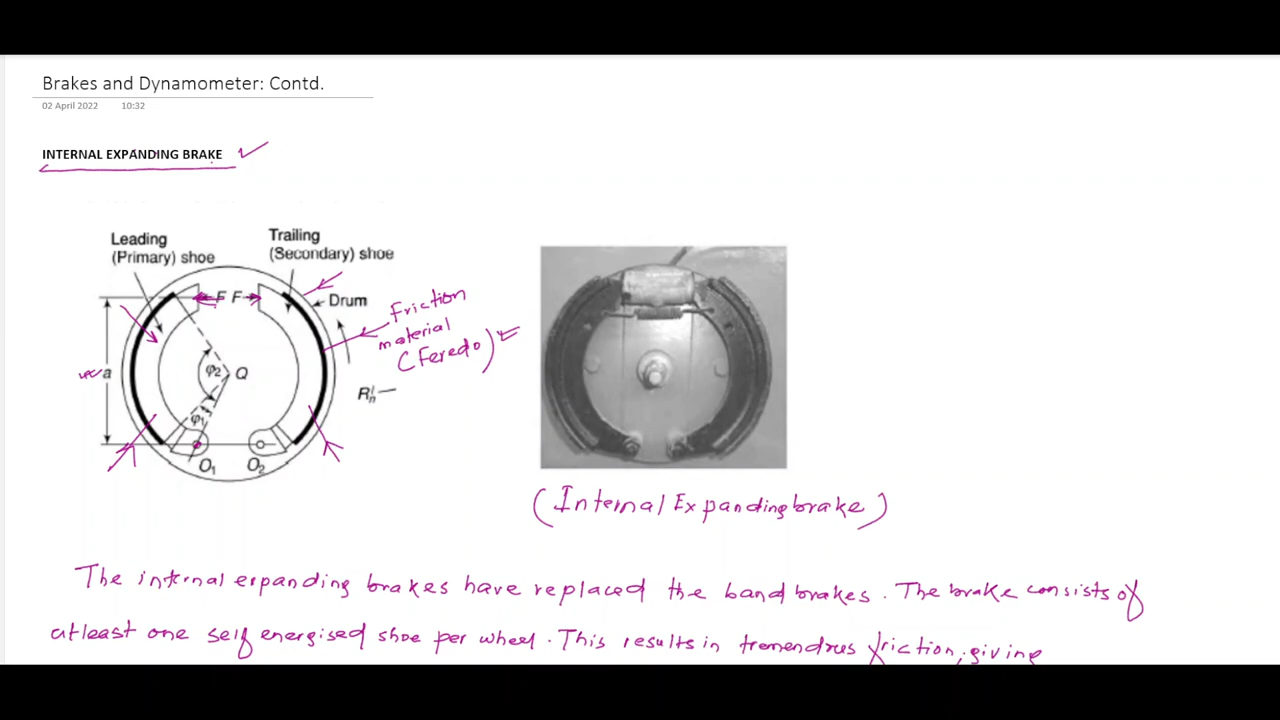 Brakes and Dynamometer: Contd.
02 April 2022 10:32
INTERNAL EXPANDING BRAKE
Leading
(Primary) shoe
Trailing
(Secondary) shoe
F F
Drum
Friction
material
(Feredo)
a
φ2
Q
φ1
Rn'
O1
O2
(Internal Expanding brake)
The internal expanding brakes have replaced the band brakes. The brake consists of
atleast one self energised shoe per wheel. This results in tremendrus friction, giving